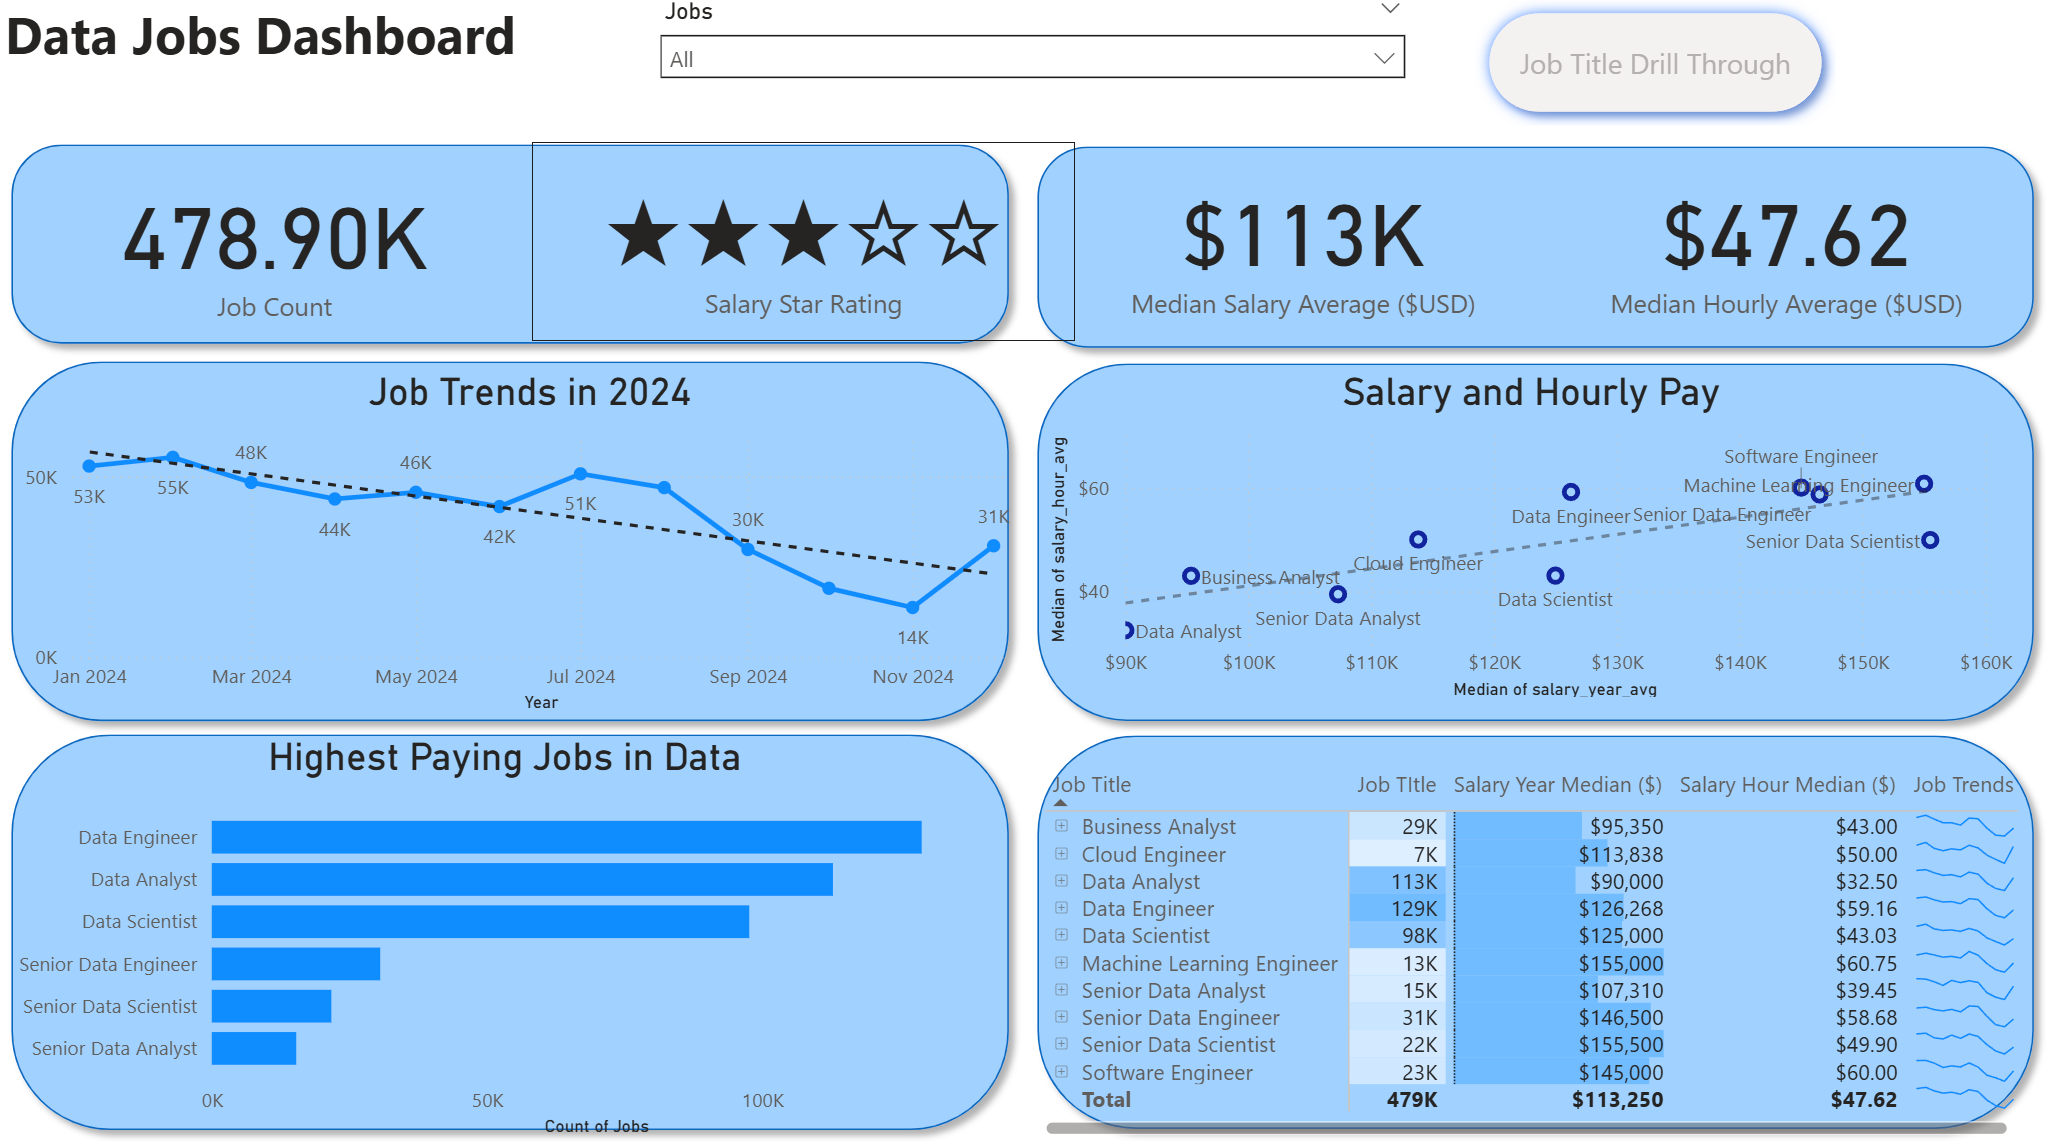 Data Jobs Dashboard
Jobs
All
Job Title Drill Through
478.90K
Job Count
★★★☆☆
Salary Star Rating
$113K
Median Salary Average ($USD)
$47.62
Median Hourly Average ($USD)
Job Trends in 2024
50K
0K
53K
55K
48K
44K
46K
42K
51K
30K
14K
31K
Jan 2024
Mar 2024
May 2024
Jul 2024
Sep 2024
Nov 2024
Year
Salary and Hourly Pay
Median of salary_hour_avg
$60
$40
Software Engineer
Machine Learning Engineer
Data Engineer
Senior Data Engineer
Senior Data Scientist
Cloud Engineer
Business Analyst
Data Scientist
Senior Data Analyst
Data Analyst
$90K
$100K
$110K
$120K
$130K
$140K
$150K
$160K
Median of salary_year_avg
Highest Paying Jobs in Data
Data Engineer
Data Analyst
Data Scientist
Senior Data Engineer
Senior Data Scientist
Senior Data Analyst
0K
50K
100K
Count of Jobs
Job Title Job TItle Salary Year Median ($) Salary Hour Median ($) Job Trends
Business Analyst 29K $95,350 $43.00
Cloud Engineer 7K $113,838 $50.00
Data Analyst 113K $90,000 $32.50
Data Engineer 129K $126,268 $59.16
Data Scientist 98K $125,000 $43.03
Machine Learning Engineer 13K $155,000 $60.75
Senior Data Analyst 15K $107,310 $39.45
Senior Data Engineer 31K $146,500 $58.68
Senior Data Scientist 22K $155,500 $49.90
Software Engineer 23K $145,000 $60.00
Total 479K $113,250 $47.62